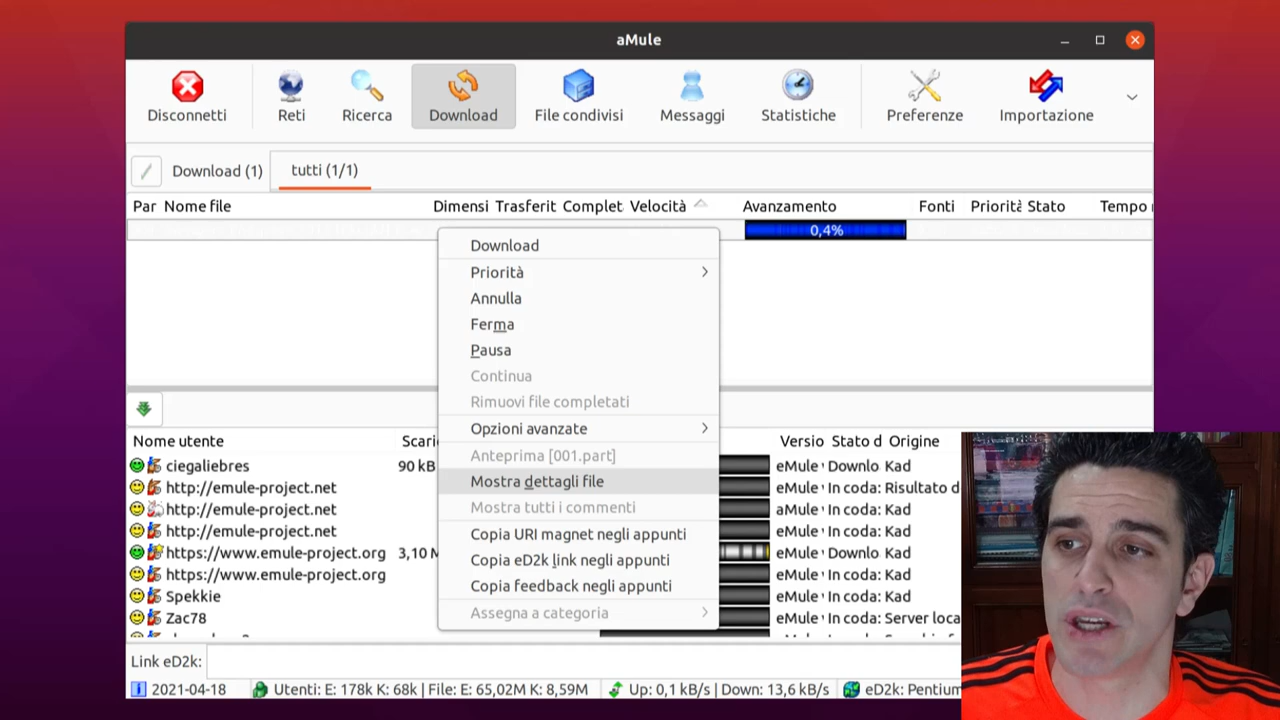 aMule
Disconnetti
Reti
Ricerca
Download
File condivisi
Messaggi
Statistiche
Preferenze
Importazione
Download (1)
tutti (1/1)
Par Nome file Dimensi Trasferit Complet Velocità Avanzamento Fonti Priorità Stato Tempo
0,4%
Download
Priorità
Annulla
Ferma
Pausa
Continua
Rimuovi file completati
Opzioni avanzate
Anteprima [001.part]
Mostra dettagli file
Mostra tutti i commenti
Copia URI magnet negli appunti
Copia eD2k link negli appunti
Copia feedback negli appunti
Assegna a categoria
Nome utente Scaric Versio Stato d Origine
ciegaliebres 90 kB eMule Downlo Kad
http://emule-project.net eMule In coda: Risultato d
http://emule-project.net aMule In coda: Kad
http://emule-project.net eMule In coda: Kad
https://www.emule-project.org 3,10 M eMule Downlo Kad
https://www.emule-project.org eMule In coda: Kad
Spekkie eMule In coda: Kad
Zac78 eMule In coda: Server loca
Link eD2k:
2021-04-18 Utenti: E: 178k K: 68k | File: E: 65,02M K: 8,59M Up: 0,1 kB/s | Down: 13,6 kB/s eD2k: Pentium